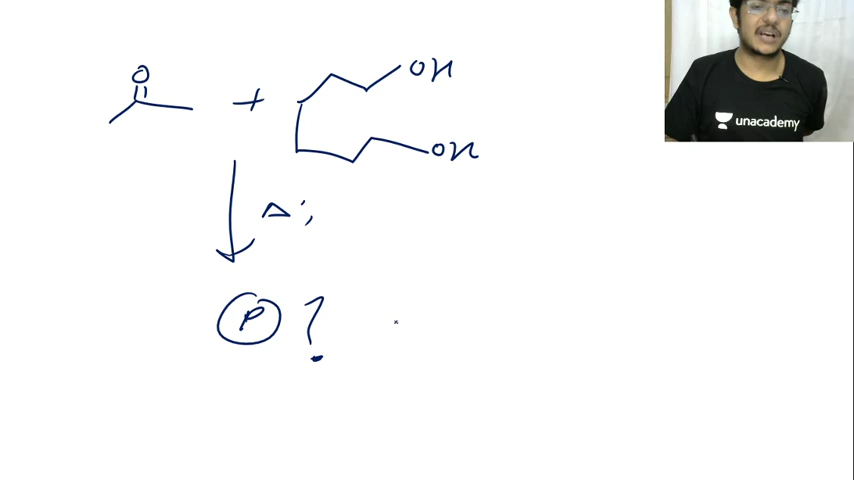 O
+ OH
OH
Δ ;
P ?
unacademy